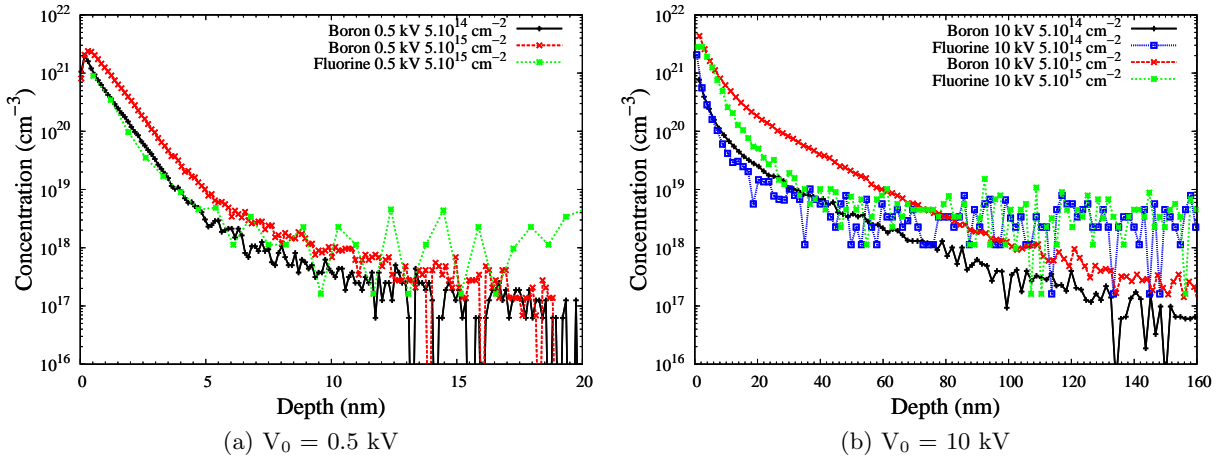 Boron 0.5 kV 5.10^14 cm^−2
Boron 0.5 kV 5.10^15 cm^−2
Fluorine 0.5 kV 5.10^15 cm^−2
10^22
10^21
10^20
10^19
10^18
10^17
10^16
Concentration (cm^−3)
0 5 10 15 20
Depth (nm)
(a) V_0 = 0.5 kV
Boron 10 kV 5.10^14 cm^−2
Fluorine 10 kV 5.10^14 cm^−2
Boron 10 kV 5.10^15 cm^−2
Fluorine 10 kV 5.10^15 cm^−2
10^22
10^21
10^20
10^19
10^18
10^17
10^16
Concentration (cm^−3)
0 20 40 60 80 100 120 140 160
Depth (nm)
(b) V_0 = 10 kV